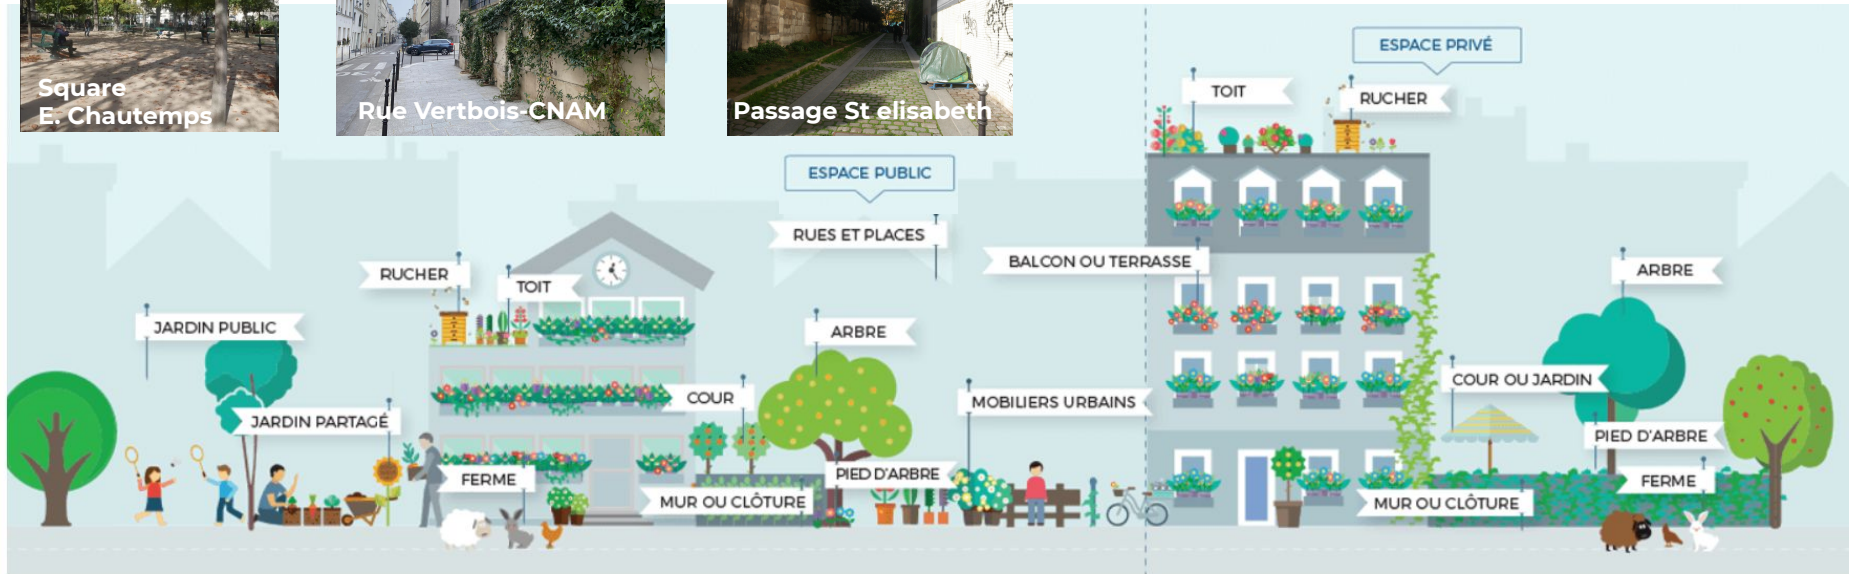 Square
E. Chautemps
Rue Vertbois-CNAM
Passage St elisabeth
ESPACE PUBLIC
RUES ET PLACES
RUCHER
TOIT
JARDIN PUBLIC
ARBRE
JARDIN PARTAGÉ
COUR
MOBILIERS URBAINS
FERME
PIED D'ARBRE
MUR OU CLÔTURE
ESPACE PRIVÉ
TOIT
RUCHER
BALCON OU TERRASSE
ARBRE
COUR OU JARDIN
PIED D'ARBRE
FERME
MUR OU CLÔTURE